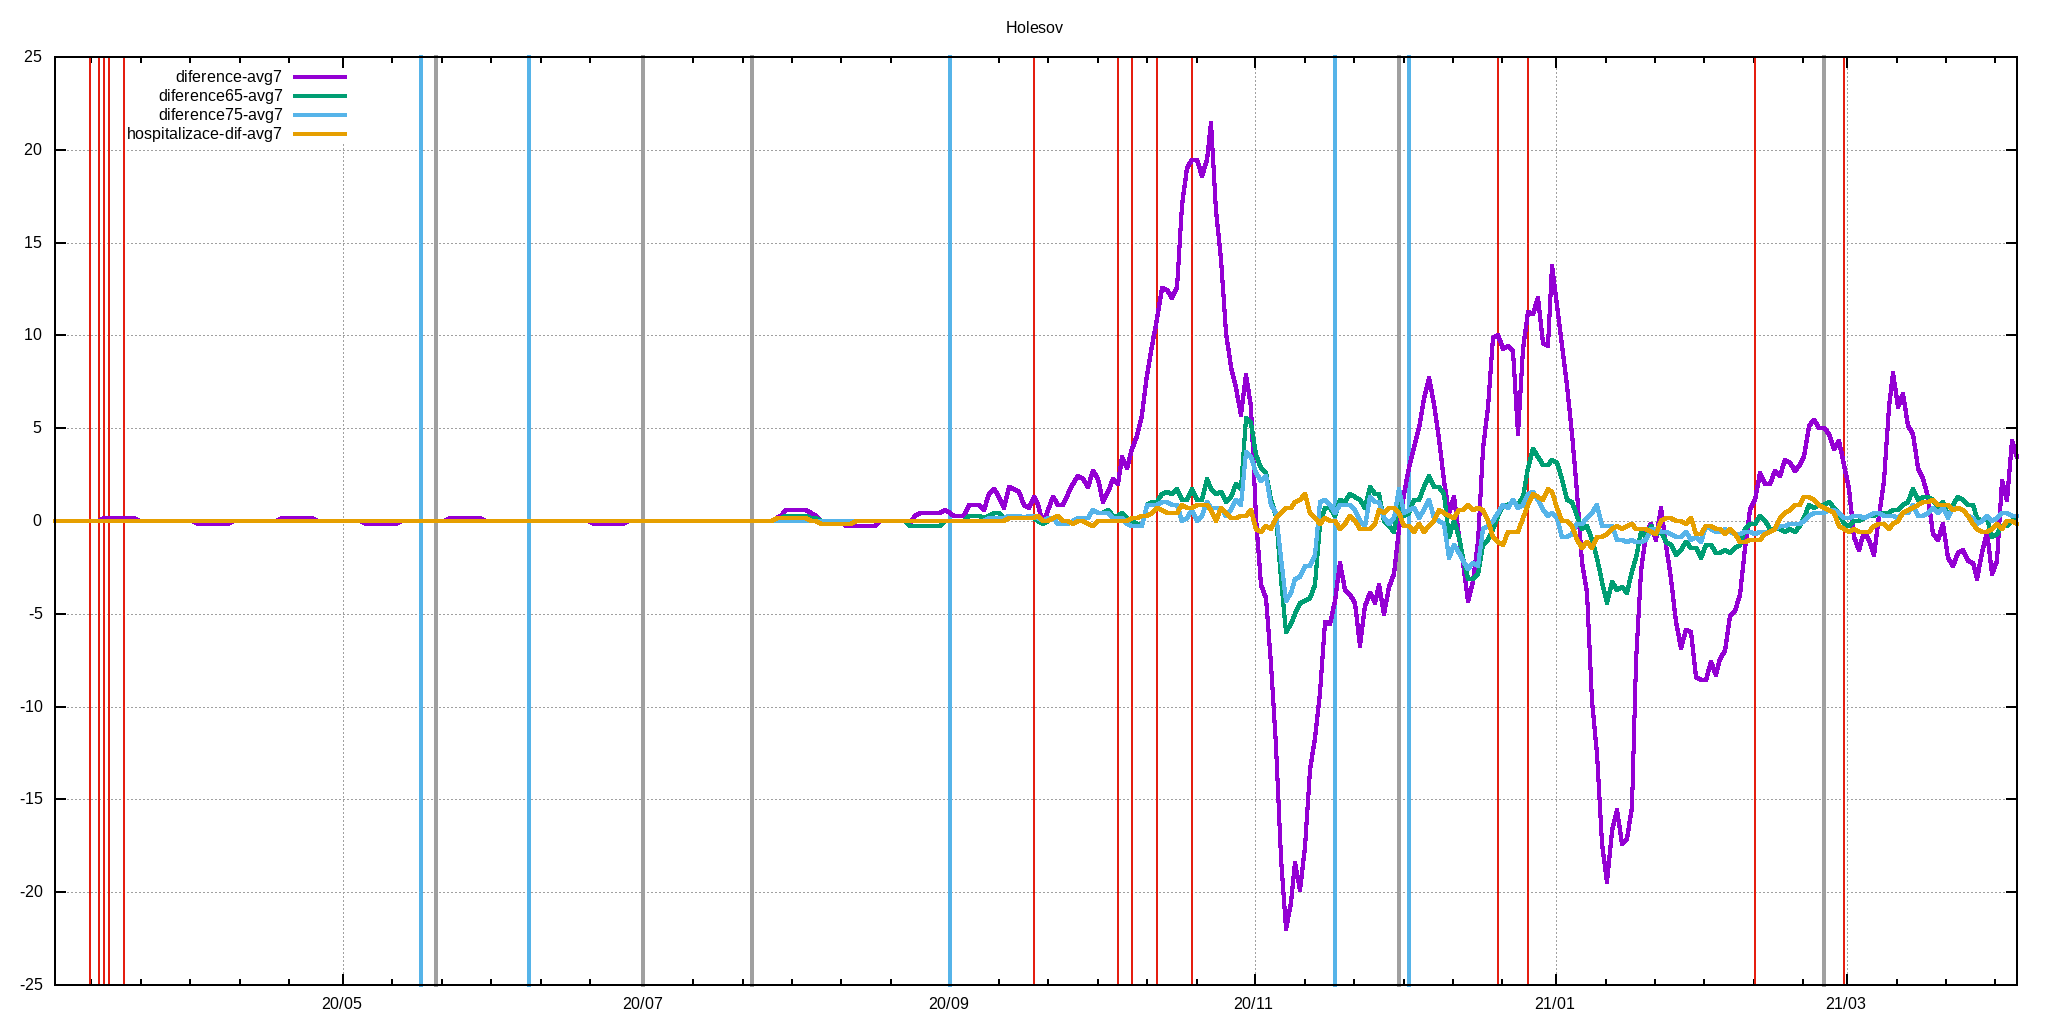 Holesov
25
diference-avg7
diference65-avg7
diference75-avg7
hospitalizace-dif-avg7
20
15
10
5
0
-5
-10
-15
-20
-25
20/05 20/07 20/09 20/11 21/01 21/03